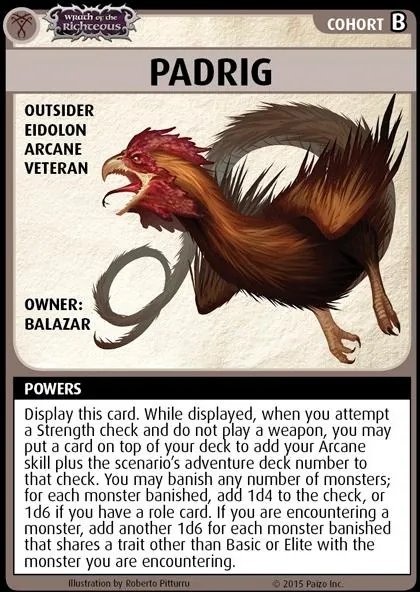 Wrath of the
Righteous
COHORT B
PADRIG
OUTSIDER
EIDOLON
ARCANE
VETERAN
OWNER:
BALAZAR
POWERS
Display this card. While displayed, when you attempt
a Strength check and do not play a weapon, you may
put a card on top of your deck to add your Arcane
skill plus the scenario’s adventure deck number to
that check. You may banish any number of monsters;
for each monster banished, add 1d4 to the check, or
1d6 if you have a role card. If you are encountering a
monster, add another 1d6 for each monster banished
that shares a trait other than Basic or Elite with the
monster you are encountering.
Illustration by Roberto Pitturru
© 2015 Paizo Inc.